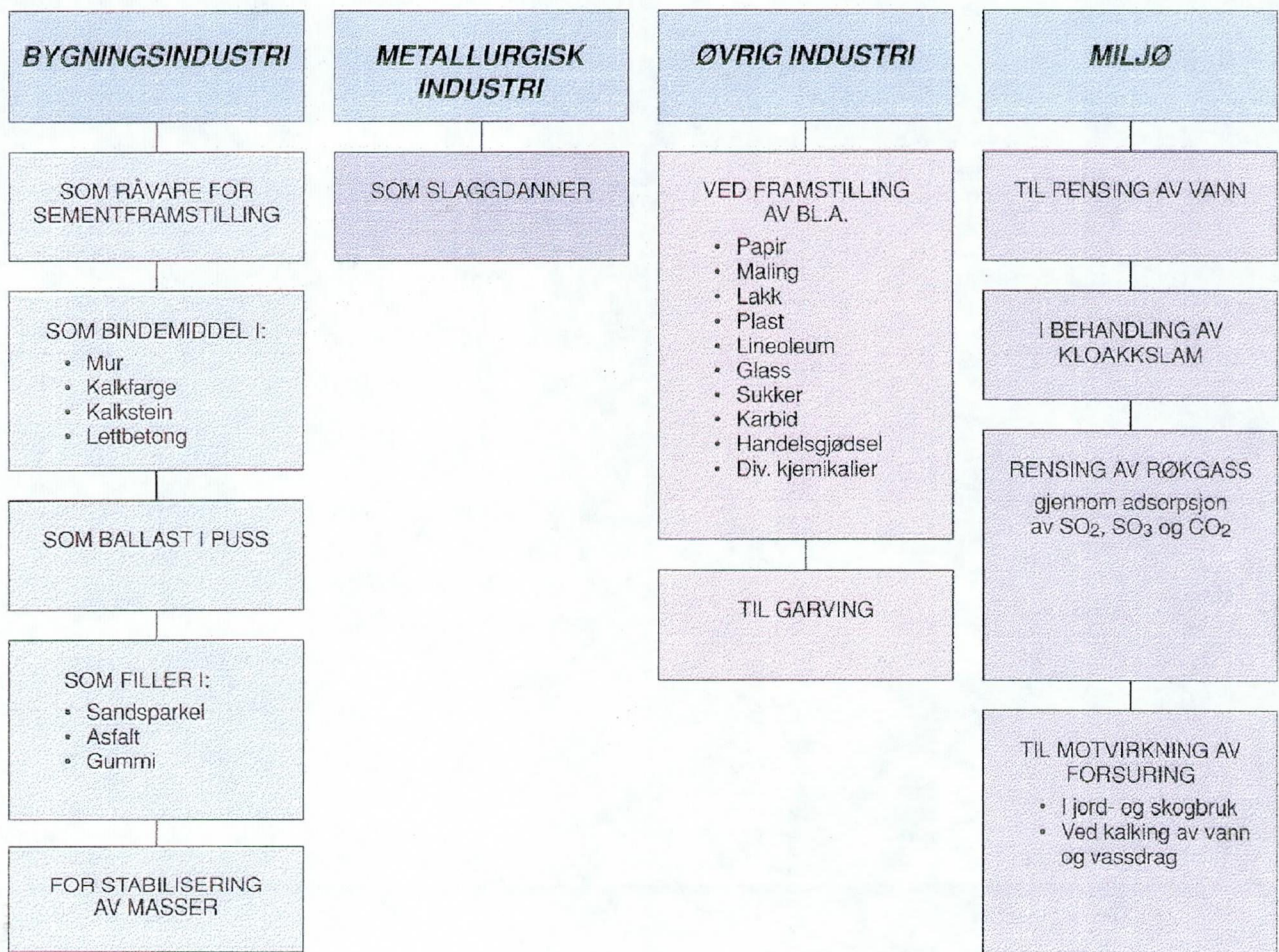 BYGNINGSINDUSTRI
SOM RÅVARE FOR
SEMENTFRAMSTILLING
SOM BINDEMIDDEL I:
• Mur
• Kalkfarge
• Kalkstein
• Lettbetong
SOM BALLAST I PUSS
SOM FILLER I:
• Sandsparkel
• Asfalt
• Gummi
FOR STABILISERING
AV MASSER
METALLURGISK
INDUSTRI
SOM SLAGGDANNER
ØVRIG INDUSTRI
VED FRAMSTILLING
AV BL.A.
• Papir
• Maling
• Lakk
• Plast
• Lineoleum
• Glass
• Sukker
• Karbid
• Handelsgjødsel
• Div. kjemikalier
TIL GARVING
MILJØ
TIL RENSING AV VANN
I BEHANDLING AV
KLOAKKSLAM
RENSING AV RØKGASS
gjennom adsorpsjon
av SO2, SO3 og CO2
TIL MOTVIRKNING AV
FORSURING
• I jord- og skogbruk
• Ved kalking av vann
og vassdrag